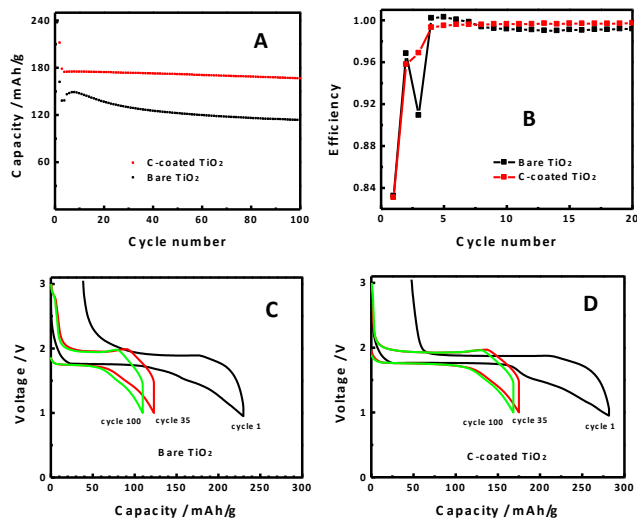 A
Capacity / mAh/g
240
180
120
60
C-coated TiO₂
Bare TiO₂
0 20 40 60 80 100
Cycle number
B
Efficiency
1.00
0.96
0.92
0.88
0.84
Bare TiO₂
C-coated TiO₂
0 5 10 15 20
Cycle number
C
Voltage / V
3
2
1
0
cycle 100
cycle 35
cycle 1
Bare TiO₂
0 50 100 150 200 250 300
Capacity / mAh/g
D
Voltage / V
3
2
1
0
cycle 100
cycle 35
cycle 1
C-coated TiO₂
0 50 100 150 200 250 300
Capacity / mAh/g